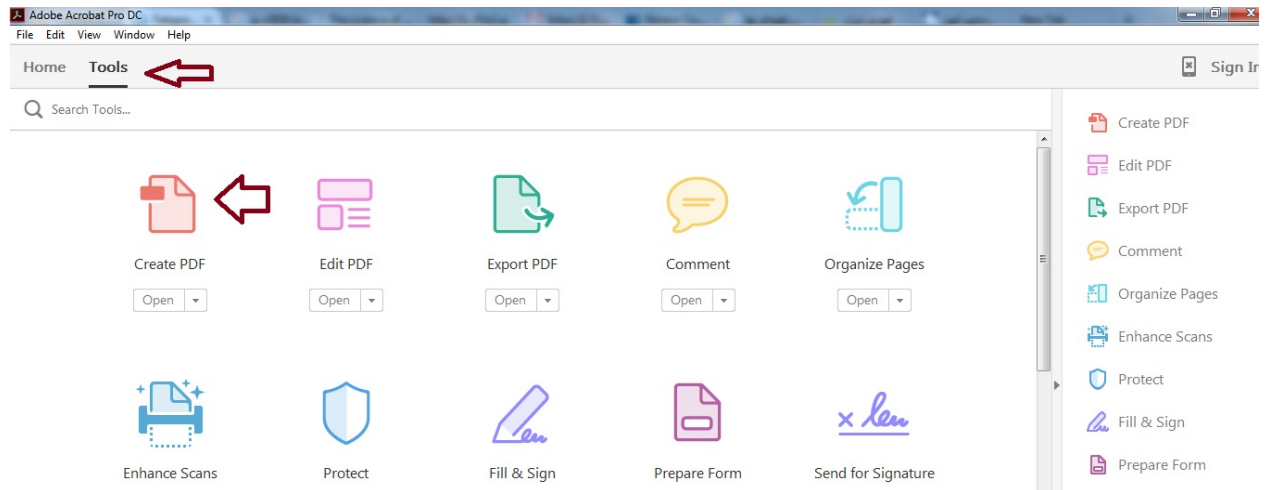 Adobe Acrobat Pro DC
File Edit View Window Help
Home Tools
Sign In
Search Tools...
Create PDF
Edit PDF
Export PDF
Comment
Organize Pages
Open
Open
Open
Open
Open
Enhance Scans
Protect
Fill & Sign
Prepare Form
Send for Signature
Create PDF
Edit PDF
Export PDF
Comment
Organize Pages
Enhance Scans
Protect
Fill & Sign
Prepare Form